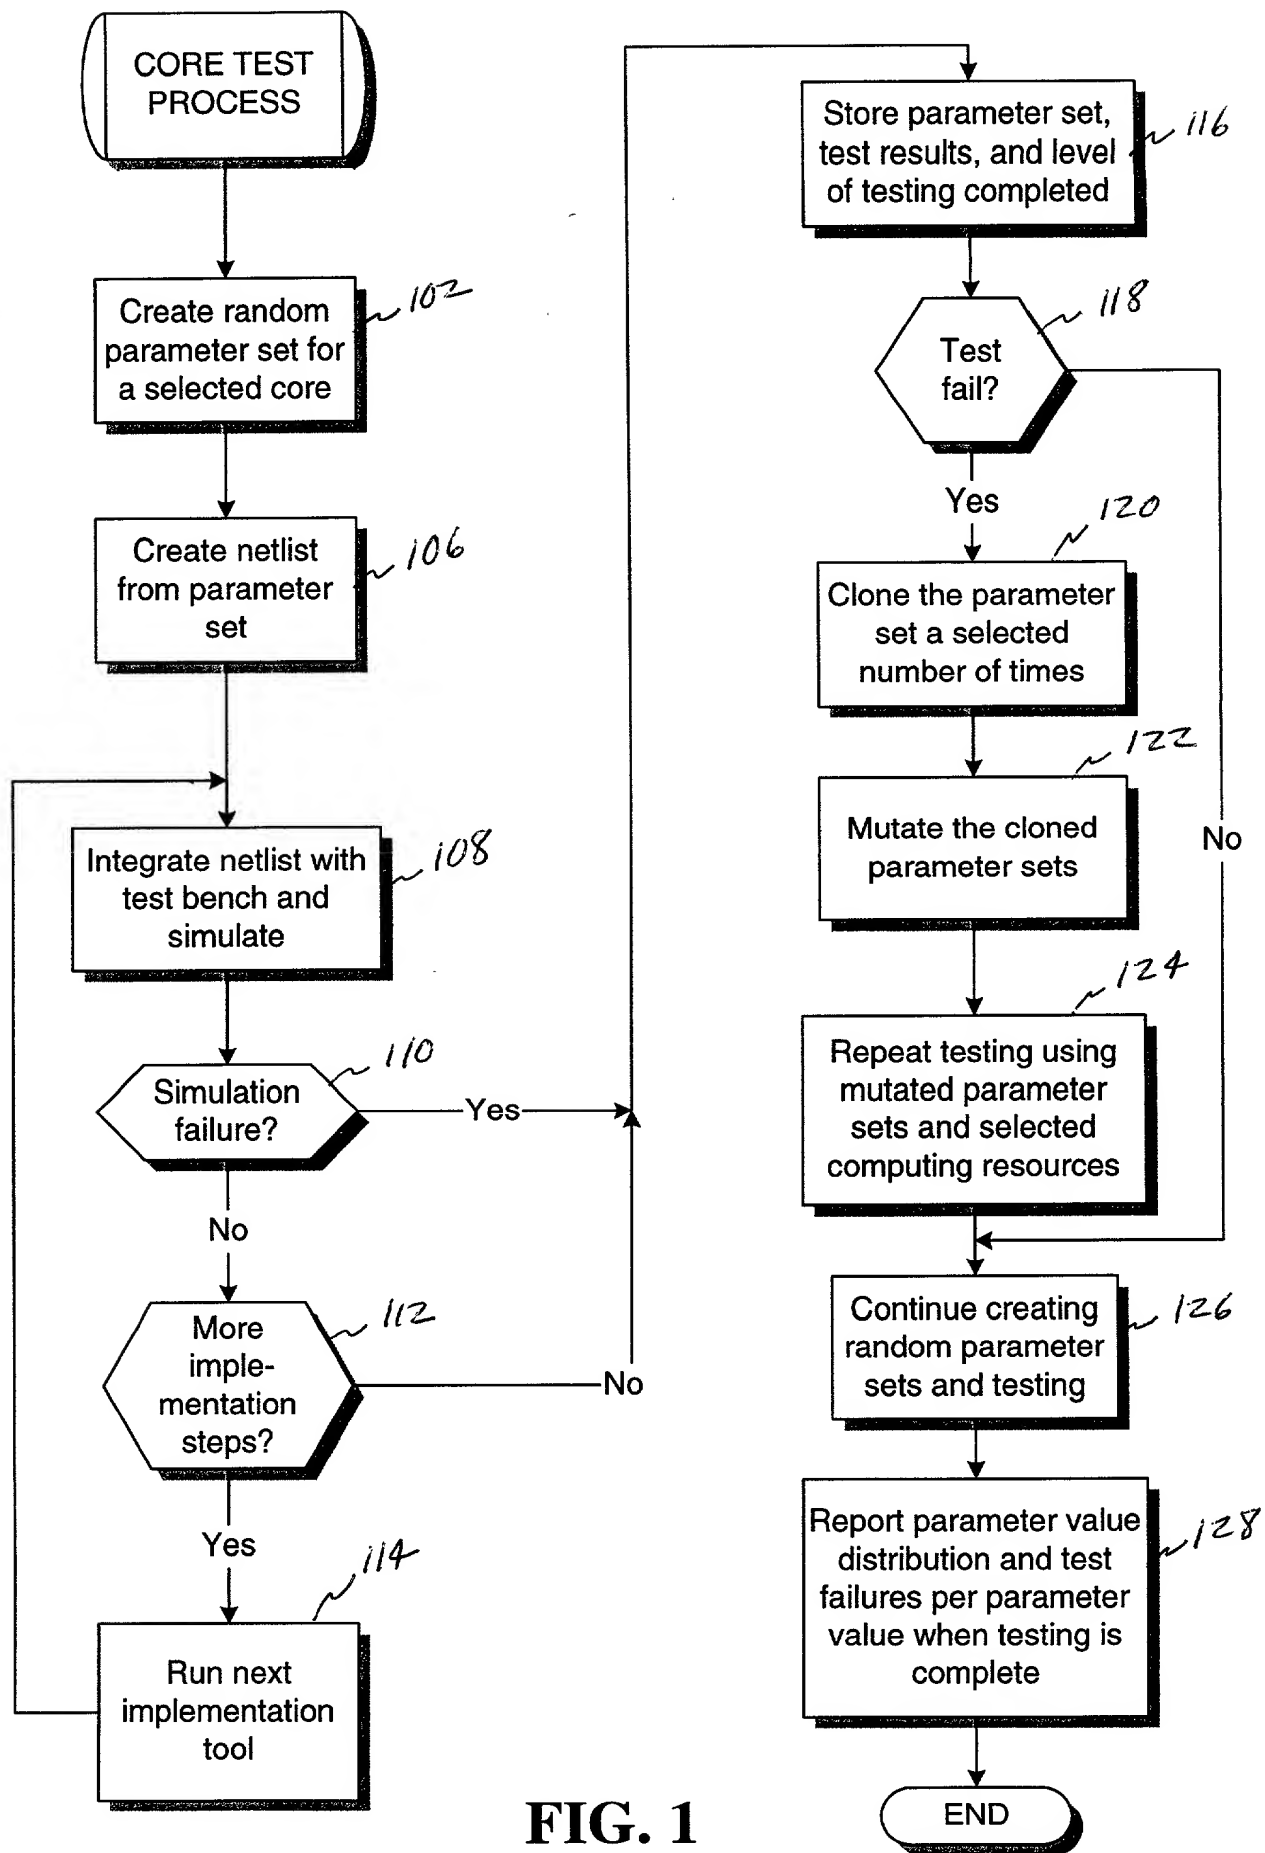 CORE TEST
PROCESS
102
Create random
parameter set for
a selected core
106
Create netlist
from parameter
set
108
Integrate netlist with
test bench and
simulate
110
Simulation
failure?
Yes
No
112
More
imple-
mentation
steps?
No
Yes
114
Run next
implementation
tool
116
Store parameter set,
test results, and level
of testing completed
118
Test
fail?
Yes
No
120
Clone the parameter
set a selected
number of times
122
Mutate the cloned
parameter sets
124
Repeat testing using
mutated parameter
sets and selected
computing resources
126
Continue creating
random parameter
sets and testing
128
Report parameter value
distribution and test
failures per parameter
value when testing is
complete
END
FIG. 1